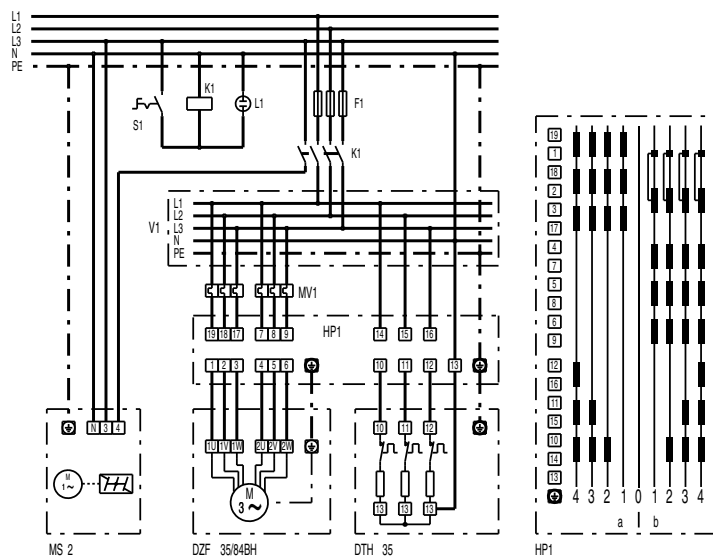 L1
L2
L3
N
PE
S1
K1
L1
F1
K1
V1
L1
L2
L3
N
PE
MV1
19 18 17 7 8 9 HP1 14 15 16
1 2 3 4 5 6 10 11 12 13
N 3 4
1U 1V 1W 2U 2V 2W
10 11 12
M
1~
M
3~
13 13 13
MS 2
DZF 35/84BH
DTH 35
19
1
18
2
3
17
4
7
5
8
6
9
12
16
11
15
10
14
13
4 3 2 1 0 1 2 3 4
a b
HP1